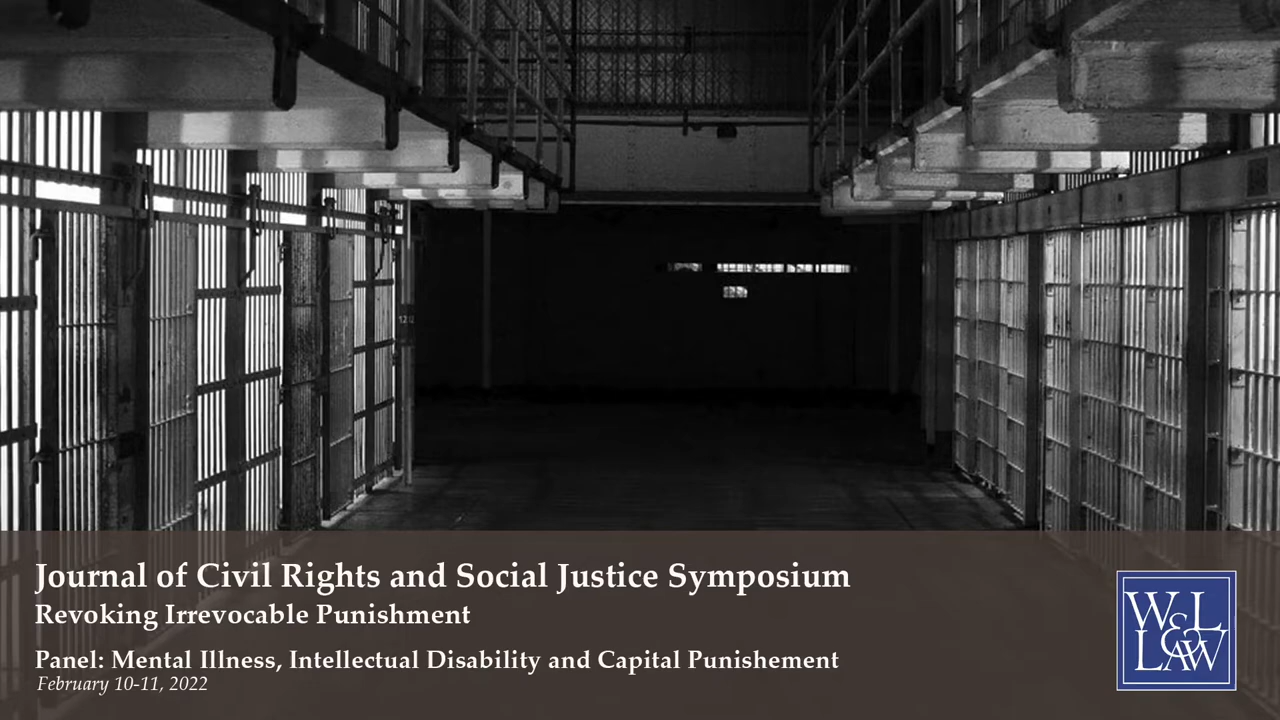 Journal of Civil Rights and Social Justice Symposium
Revoking Irrevocable Punishment
Panel: Mental Illness, Intellectual Disability and Capital Punishement
February 10-11, 2022
W&L
LAW